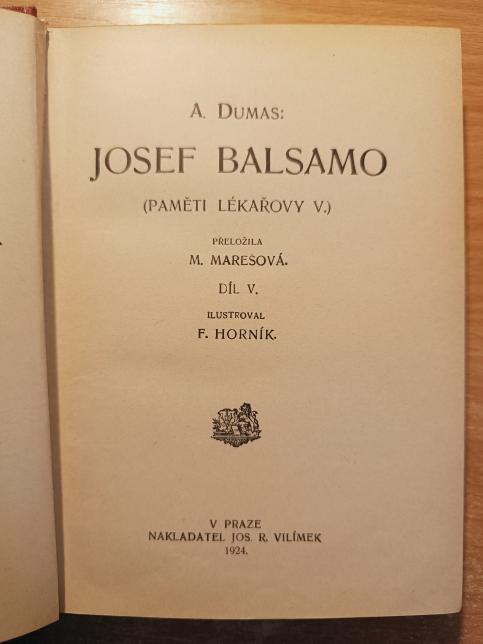 A. DUMAS:
JOSEF BALSAMO
(PAMĚTI LÉKAŘOVY V.)
PŘELOŽILA
M. MAREŠOVÁ.
DÍL V.
ILUSTROVAL
F. HORNÍK.
V PRAZE
NAKLADATEL JOS. R. VILÍMEK
1924.